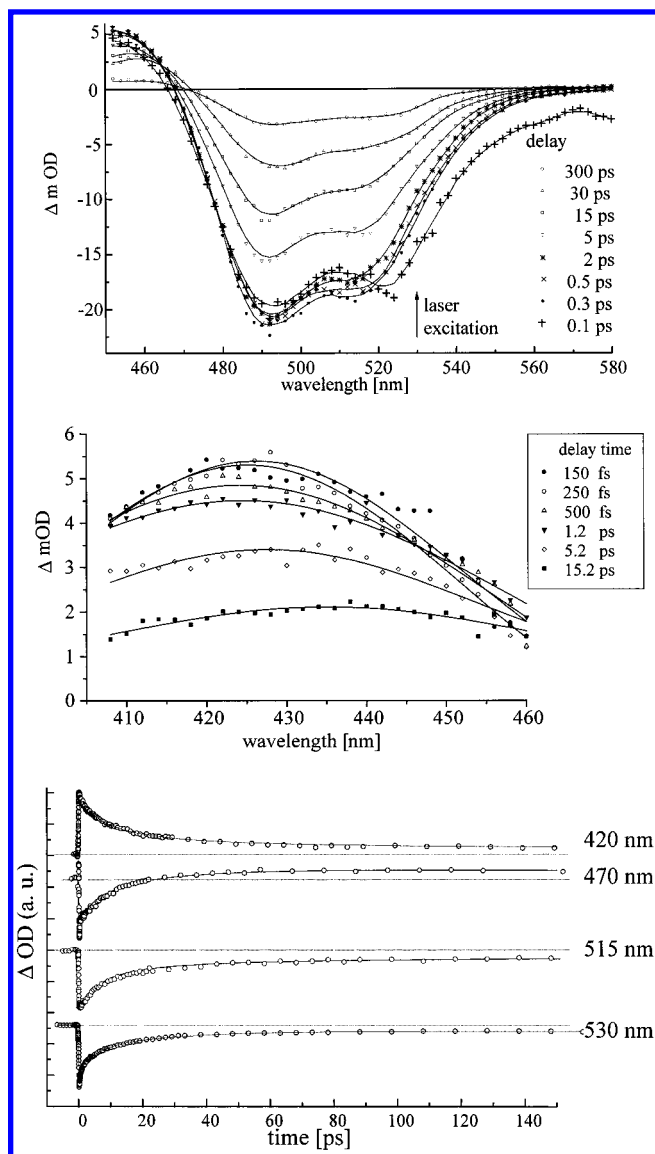 5
0
-5
-10
-15
-20
Δ m OD
460 480 500 520 540 560 580
wavelength [nm]
laser
excitation
delay
300 ps
30 ps
15 ps
5 ps
2 ps
0.5 ps
0.3 ps
0.1 ps
6
5
4
3
2
1
0
Δ mOD
410 420 430 440 450 460
wavelength [nm]
delay time
150 fs
250 fs
500 fs
1.2 ps
5.2 ps
15.2 ps
Δ OD (a. u.)
420 nm
470 nm
515 nm
530 nm
0 20 40 60 80 100 120 140
time [ps]